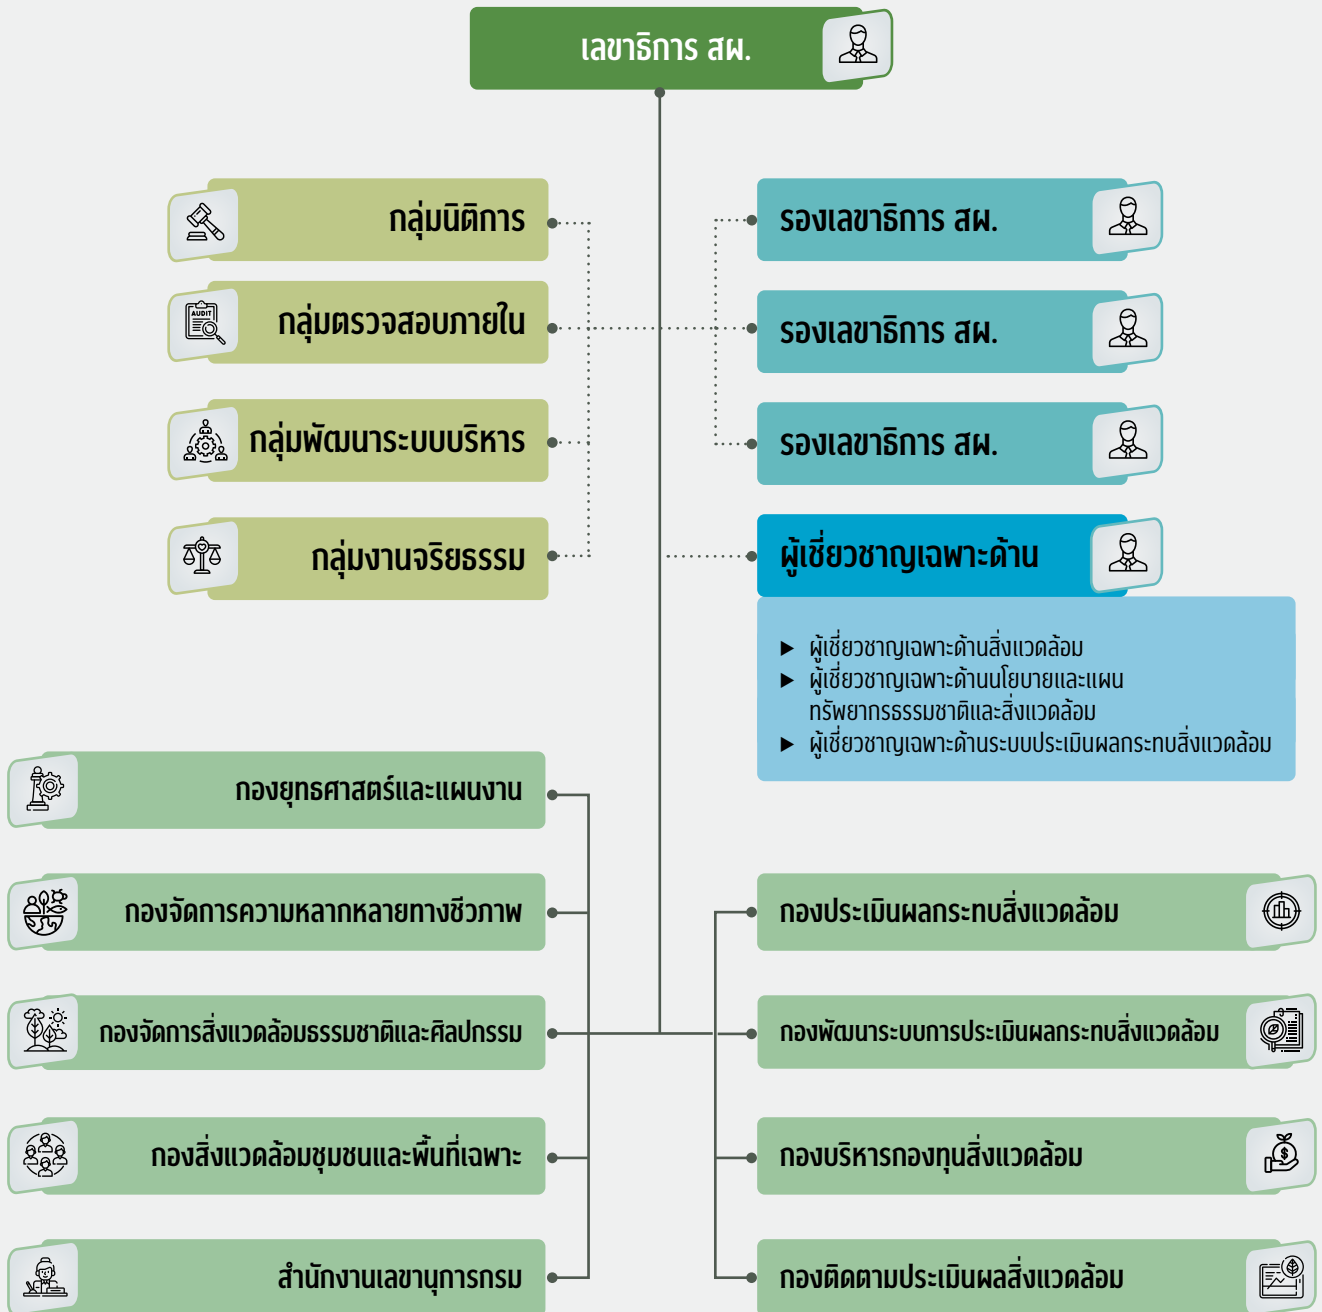 เลขาธิการ สผ.
กลุ่มนิติการ
รองเลขาธิการ สผ.
AUDIT
กลุ่มตรวจสอบภายใน
รองเลขาธิการ สผ.
กลุ่มพัฒนาระบบบริหาร
รองเลขาธิการ สผ.
กลุ่มงานจริยธรรม
ผู้เชี่ยวชาญเฉพาะด้าน
▶ ผู้เชี่ยวชาญเฉพาะด้านสิ่งแวดล้อม
▶ ผู้เชี่ยวชาญเฉพาะด้านนโยบายและแผน
ทรัพยากรธรรมชาติและสิ่งแวดล้อม
▶ ผู้เชี่ยวชาญเฉพาะด้านระบบประเมินผลกระทบสิ่งแวดล้อม
กองยุทธศาสตร์และแผนงาน
กองจัดการความหลากหลายทางชีวภาพ
กองประเมินผลกระทบสิ่งแวดล้อม
กองจัดการสิ่งแวดล้อมธรรมชาติและศิลปกรรม
กองพัฒนาระบบการประเมินผลกระทบสิ่งแวดล้อม
กองสิ่งแวดล้อมชุมชนและพื้นที่เฉพาะ
กองบริหารกองทุนสิ่งแวดล้อม
สำนักงานเลขานุการกรม
กองติดตามประเมินผลสิ่งแวดล้อม